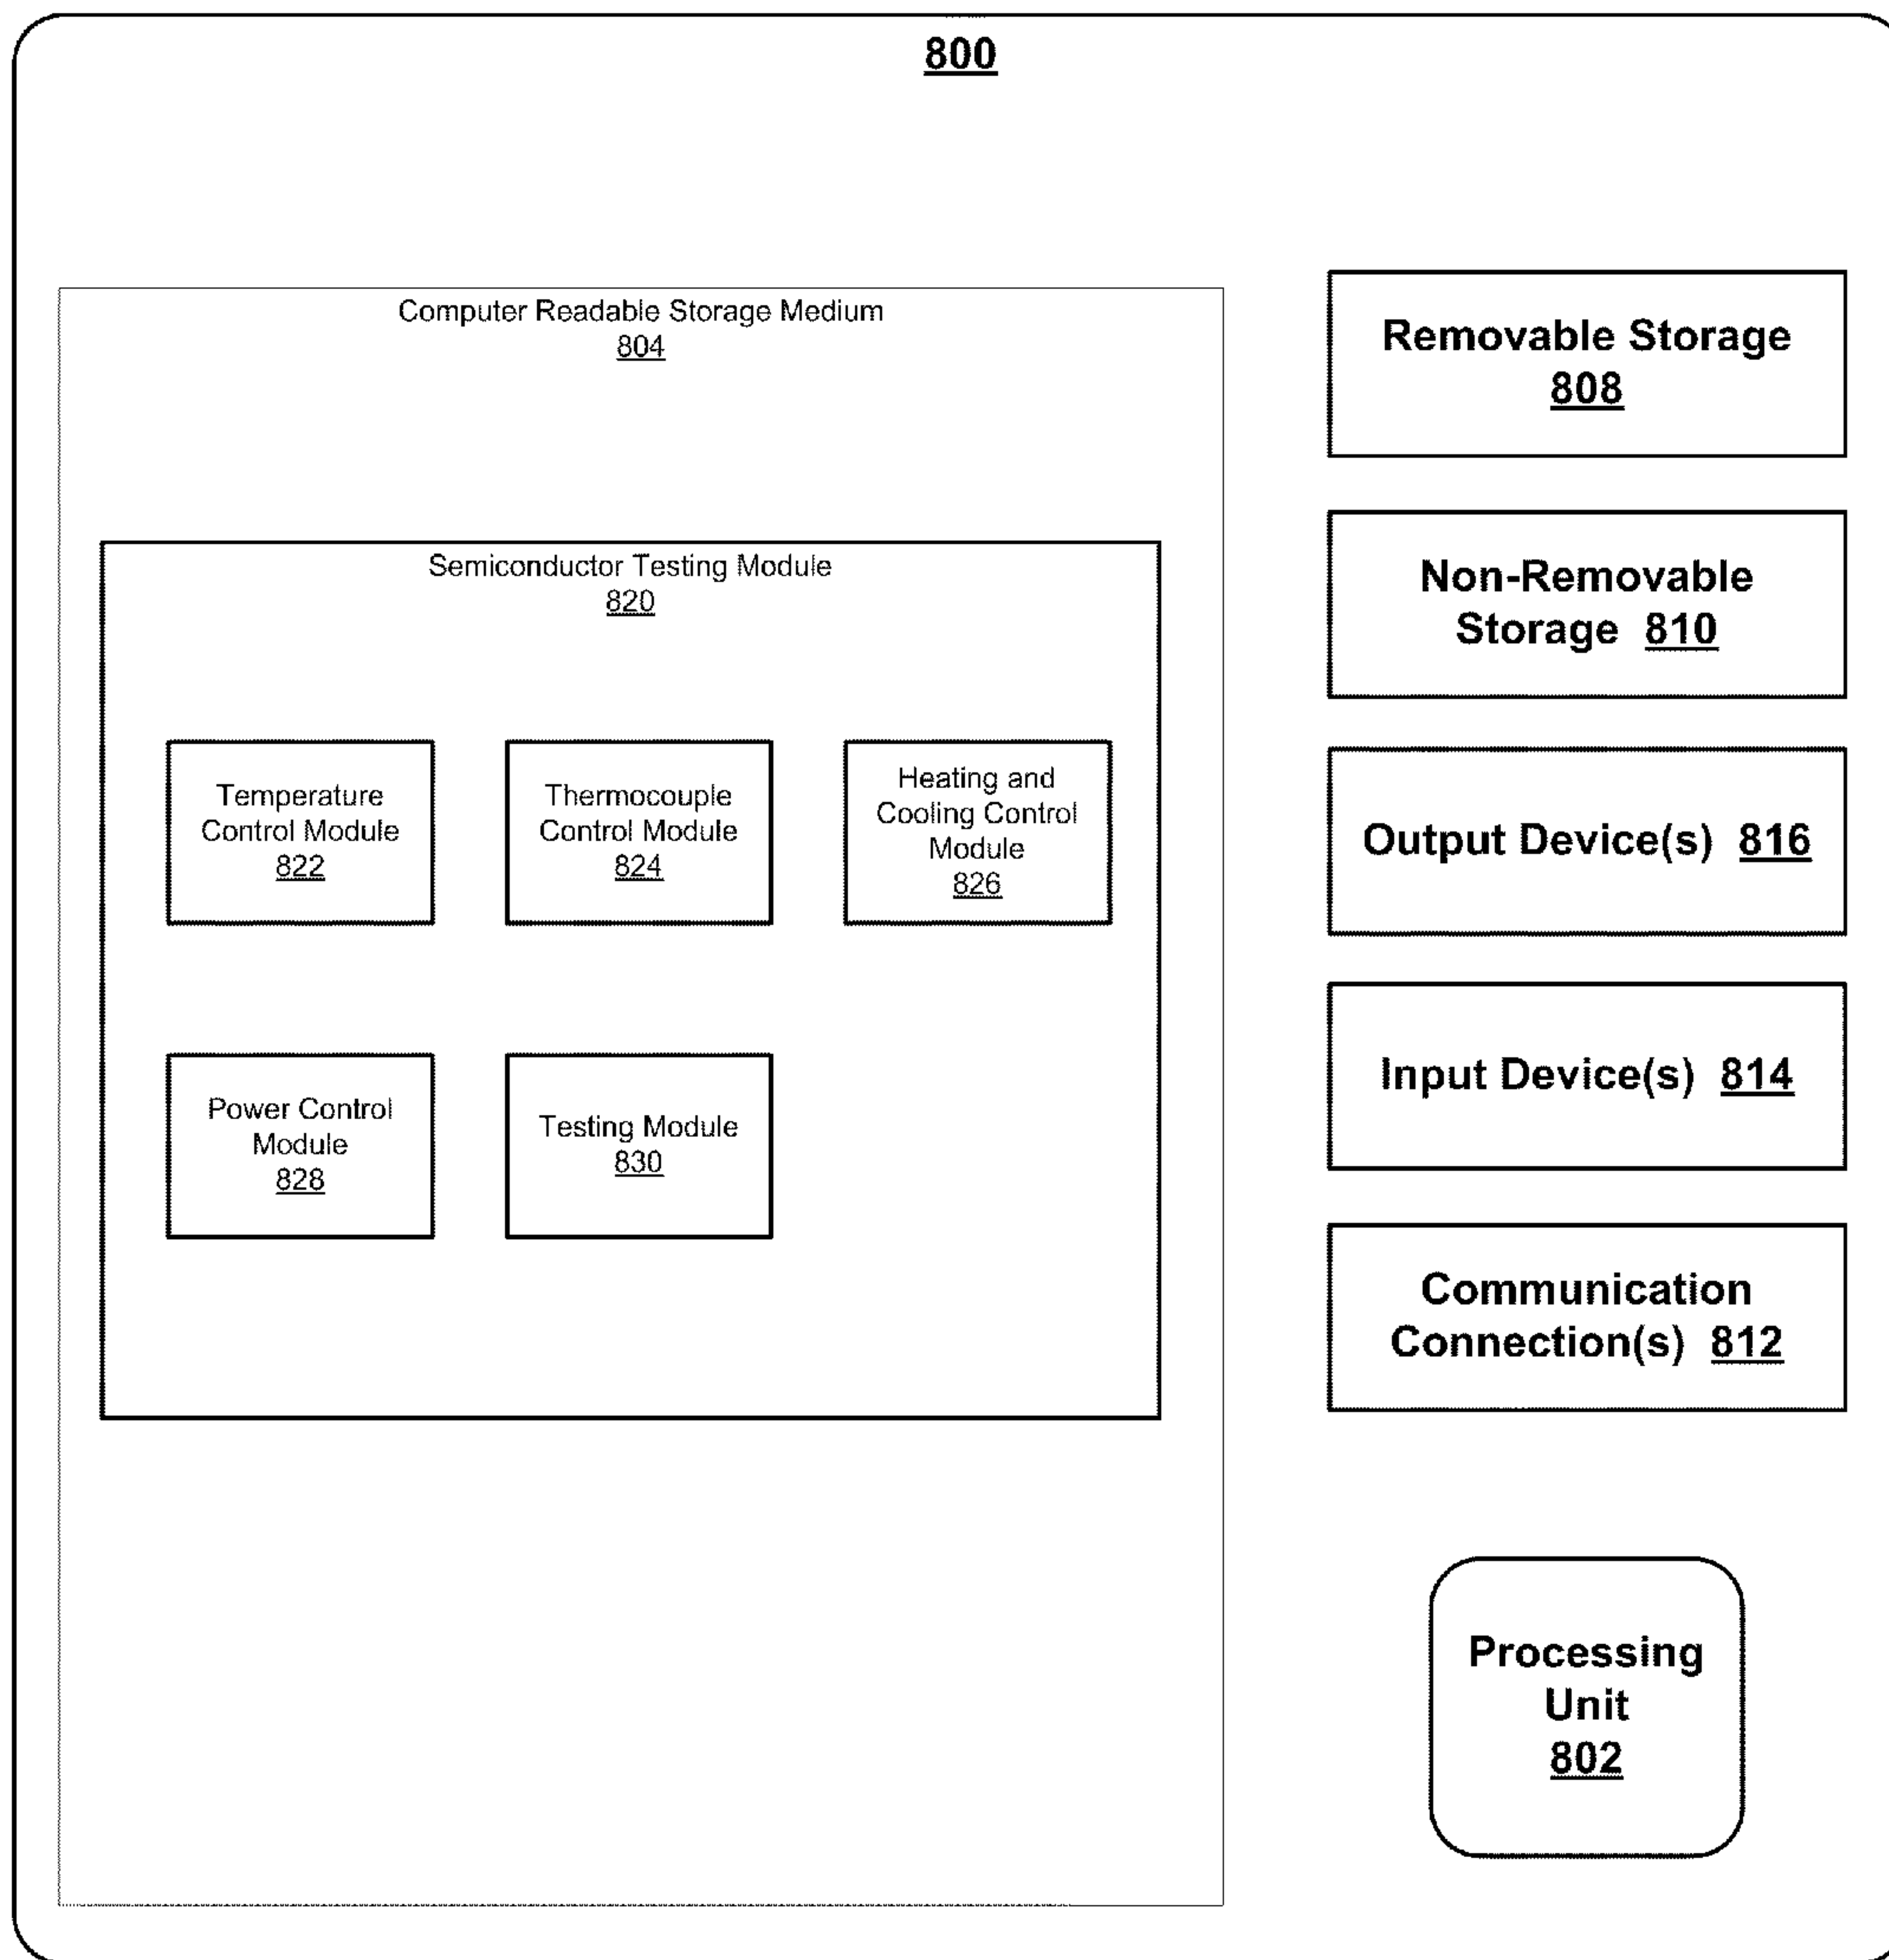 800
Computer Readable Storage Medium
804
Semiconductor Testing Module
820
Temperature
Control Module
822
Thermocouple
Control Module
824
Heating and
Cooling Control
Module
826
Power Control
Module
828
Testing Module
830
Removable Storage
808
Non-Removable
Storage 810
Output Device(s) 816
Input Device(s) 814
Communication
Connection(s) 812
Processing
Unit
802